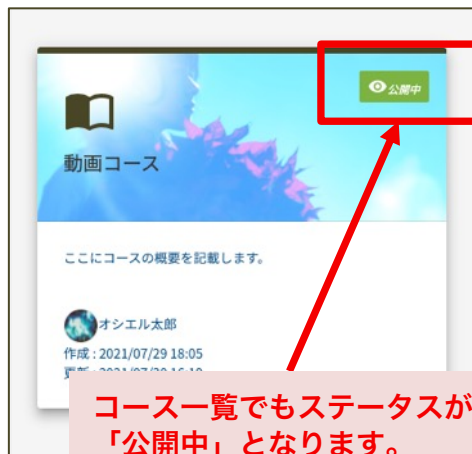 公開中
動画コース
ここにコースの概要を記載します。
オシエル太郎
作成 : 2021/07/29 18:05
コース一覧でもステータスが
「公開中」となります。